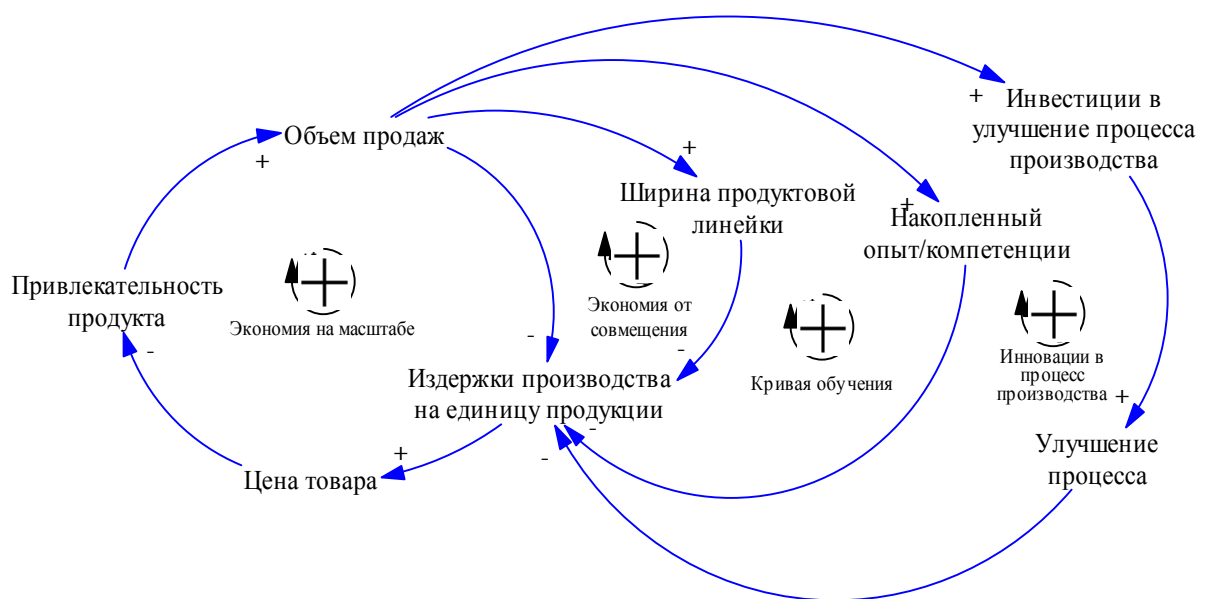 Инвестиции в
улучшение процесса
производства
+
Объем продаж
+
+
Ширина продуктовой
линейки
+
Накопленный
опыт/компетенции
+
Привлекательность
продукта
-
Экономия на масштабе
Экономия от
совмещения
Кривая обучения
Инновации в
процесс
производства
+
-
-
Издержки производства
на единицу продукции
-
-
+
Цена товара
Улучшение
процесса